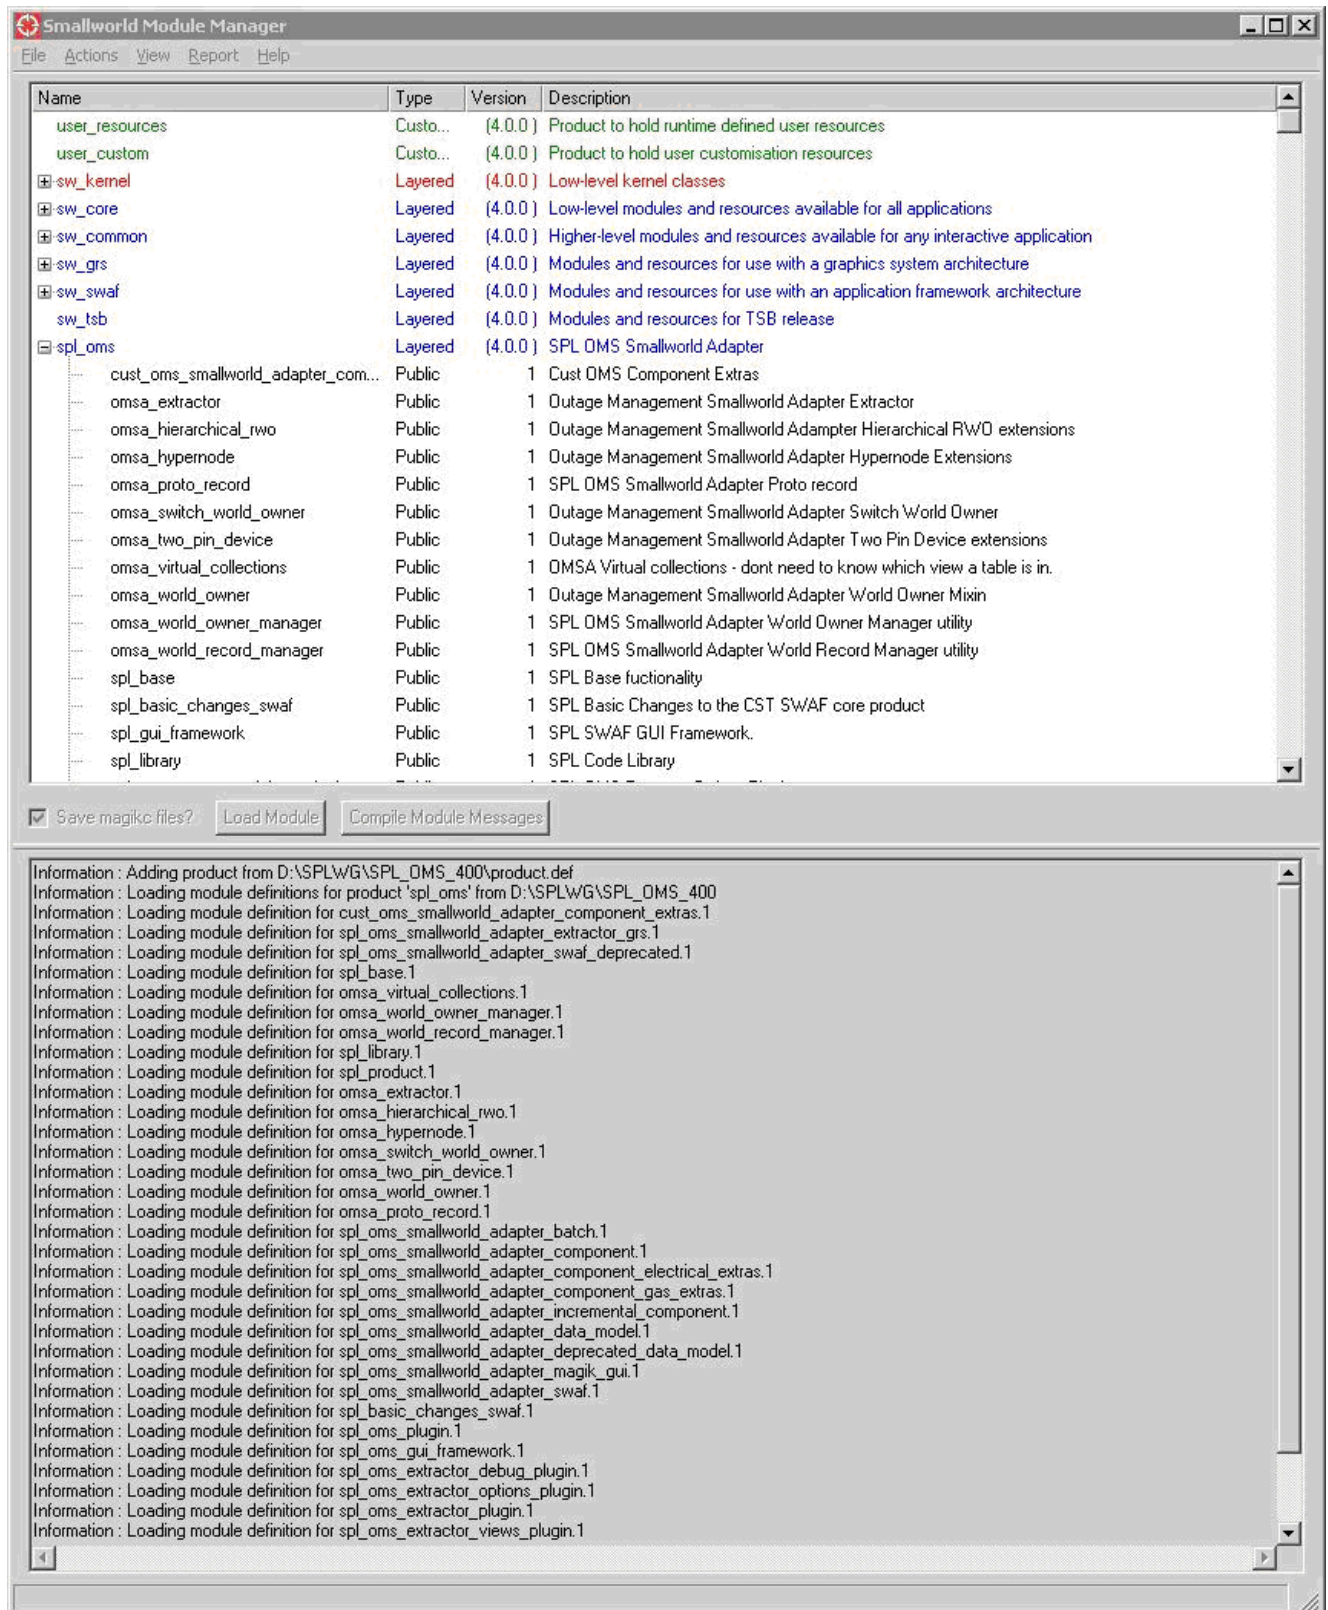 Smallworld Module Manager
File Actions View Report Help
Name Type Version Description
user_resources Custo... (4.0.0 ) Product to hold runtime defined user resources
user_custom Custo... (4.0.0 ) Product to hold user customisation resources
sw_kernel Layered (4.0.0 ) Low-level kernel classes
sw_core Layered (4.0.0 ) Low-level modules and resources available for all applications
sw_common Layered (4.0.0 ) Higher-level modules and resources available for any interactive application
sw_grs Layered (4.0.0 ) Modules and resources for use with a graphics system architecture
sw_swaf Layered (4.0.0 ) Modules and resources for use with an application framework architecture
sw_tsb Layered (4.0.0 ) Modules and resources for TSB release
spl_oms Layered (4.0.0 ) SPL OMS Smallworld Adapter
cust_oms_smallworld_adapter_com... Public 1 Cust OMS Component Extras
omsa_extractor Public 1 Outage Management Smallworld Adapter Extractor
omsa_hierarchical_rwo Public 1 Outage Management Smallworld Adampter Hierarchical RWO extensions
omsa_hypernode Public 1 Outage Management Smallworld Adapter Hypernode Extensions
omsa_proto_record Public 1 SPL OMS Smallworld Adapter Proto record
omsa_switch_world_owner Public 1 Outage Management Smallworld Adapter Switch World Owner
omsa_two_pin_device Public 1 Outage Management Smallworld Adapter Two Pin Device extensions
omsa_virtual_collections Public 1 OMSA Virtual collections - dont need to know which view a table is in.
omsa_world_owner Public 1 Outage Management Smallworld Adapter World Owner Mixin
omsa_world_owner_manager Public 1 SPL OMS Smallworld Adapter World Owner Manager utility
omsa_world_record_manager Public 1 SPL OMS Smallworld Adapter World Record Manager utility
spl_base Public 1 SPL Base fuctionality
spl_basic_changes_swaf Public 1 SPL Basic Changes to the CST SWAF core product
spl_gui_framework Public 1 SPL SWAF GUI Framework.
spl_library Public 1 SPL Code Library
Save magikc files? Load Module Compile Module Messages
Information : Adding product from D:\SPLWG\SPL_OMS_400\product.def
Information : Loading module definitions for product 'spl_oms' from D:\SPLWG\SPL_OMS_400
Information : Loading module definition for cust_oms_smallworld_adapter_component_extras.1
Information : Loading module definition for spl_oms_smallworld_adapter_extractor_grs.1
Information : Loading module definition for spl_oms_smallworld_adapter_swaf_deprecated.1
Information : Loading module definition for spl_base.1
Information : Loading module definition for omsa_virtual_collections.1
Information : Loading module definition for omsa_world_owner_manager.1
Information : Loading module definition for omsa_world_record_manager.1
Information : Loading module definition for spl_library.1
Information : Loading module definition for spl_product.1
Information : Loading module definition for omsa_extractor.1
Information : Loading module definition for omsa_hierarchical_rwo.1
Information : Loading module definition for omsa_hypernode.1
Information : Loading module definition for omsa_switch_world_owner.1
Information : Loading module definition for omsa_two_pin_device.1
Information : Loading module definition for omsa_world_owner.1
Information : Loading module definition for omsa_proto_record.1
Information : Loading module definition for spl_oms_smallworld_adapter_batch.1
Information : Loading module definition for spl_oms_smallworld_adapter_component.1
Information : Loading module definition for spl_oms_smallworld_adapter_component_electrical_extras.1
Information : Loading module definition for spl_oms_smallworld_adapter_component_gas_extras.1
Information : Loading module definition for spl_oms_smallworld_adapter_incremental_component.1
Information : Loading module definition for spl_oms_smallworld_adapter_data_model.1
Information : Loading module definition for spl_oms_smallworld_adapter_deprecated_data_model.1
Information : Loading module definition for spl_oms_smallworld_adapter_magik_gui.1
Information : Loading module definition for spl_oms_smallworld_adapter_swaf.1
Information : Loading module definition for spl_basic_changes_swaf.1
Information : Loading module definition for spl_oms_plugin.1
Information : Loading module definition for spl_oms_gui_framework.1
Information : Loading module definition for spl_oms_extractor_debug_plugin.1
Information : Loading module definition for spl_oms_extractor_options_plugin.1
Information : Loading module definition for spl_oms_extractor_plugin.1
Information : Loading module definition for spl_oms_extractor_views_plugin.1